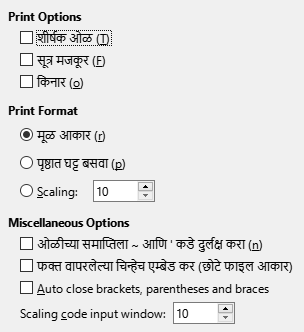 Print Options
शीर्षक ओळ (T)
सूत्र मजकूर (F)
किनार (o)
Print Format
मूळ आकार (r)
पृष्ठात घट्ट बसवा (p)
Scaling: 10
Miscellaneous Options
ओळीच्या समाप्तिला ~ आणि ' कडे दुर्लक्ष करा (n)
फक्त वापरलेल्या चिन्हेच एम्बेड कर (छोटे फाइल आकार)
Auto close brackets, parentheses and braces
Scaling code input window: 10